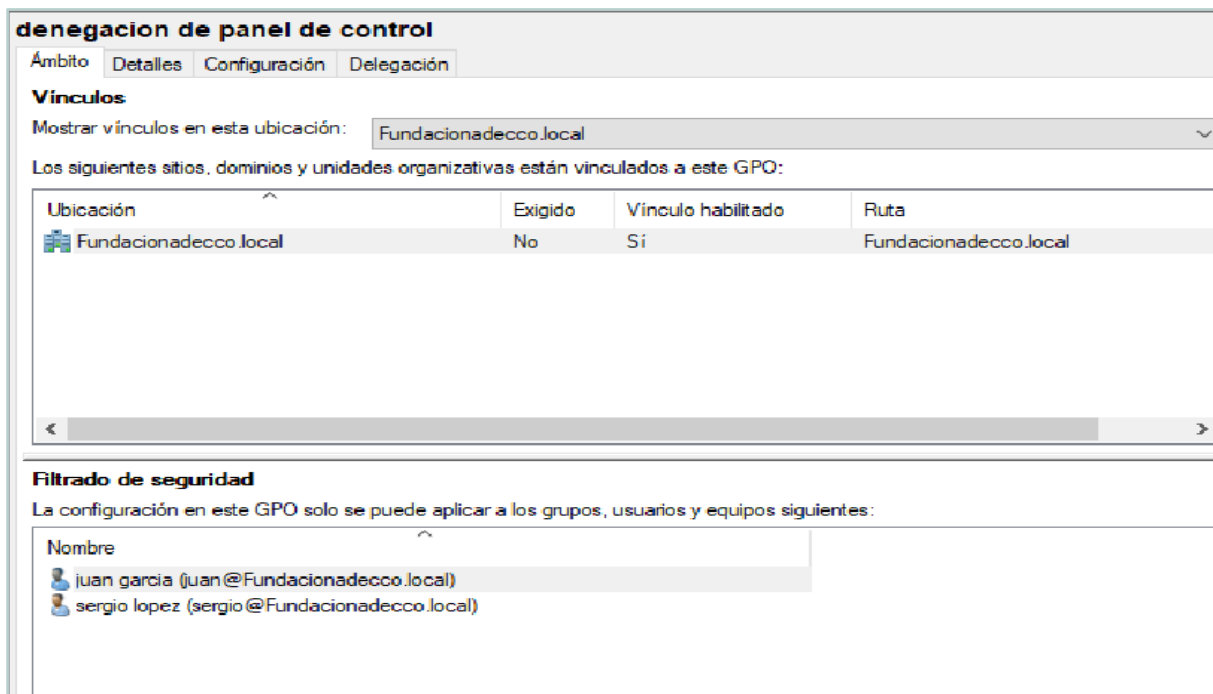 denegacion de panel de control
Ámbito Detalles Configuración Delegación
Vínculos
Mostrar vínculos en esta ubicación: Fundacionadecco.local
Los siguientes sitios, dominios y unidades organizativas están vinculados a este GPO:
Ubicación Exigido Vínculo habilitado Ruta
Fundacionadecco.local No Sí Fundacionadecco.local
Filtrado de seguridad
La configuración en este GPO solo se puede aplicar a los grupos, usuarios y equipos siguientes:
Nombre
juan garcia (juan@Fundacionadecco.local)
sergio lopez (sergio@Fundacionadecco.local)